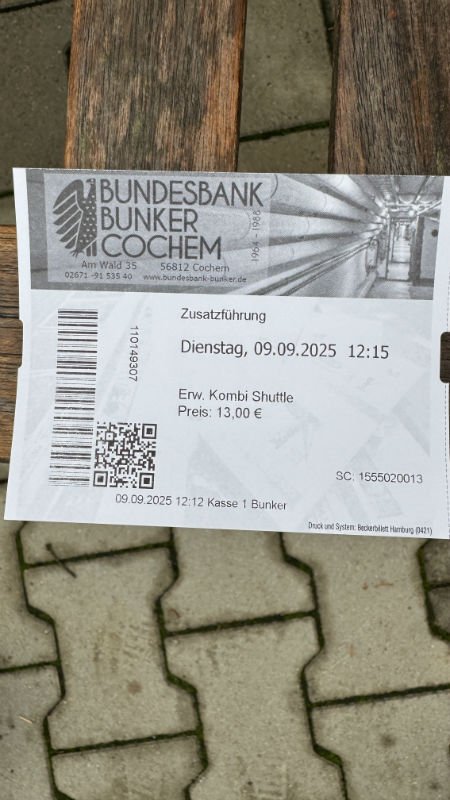 BUNDESBANK
BUNKER
COCHEM
1964 - 1988
Am Wald 35 56812 Cochem
02671 -91 535 40 www.bundesbank-bunker.de
Zusatzführung
Dienstag, 09.09.2025 12:15
110149307
Erw. Kombi Shuttle
Preis: 13,00 €
SC: 1555020013
09.09.2025 12:12 Kasse 1 Bunker
Druck und System: Beckerbillett Hamburg (0421)